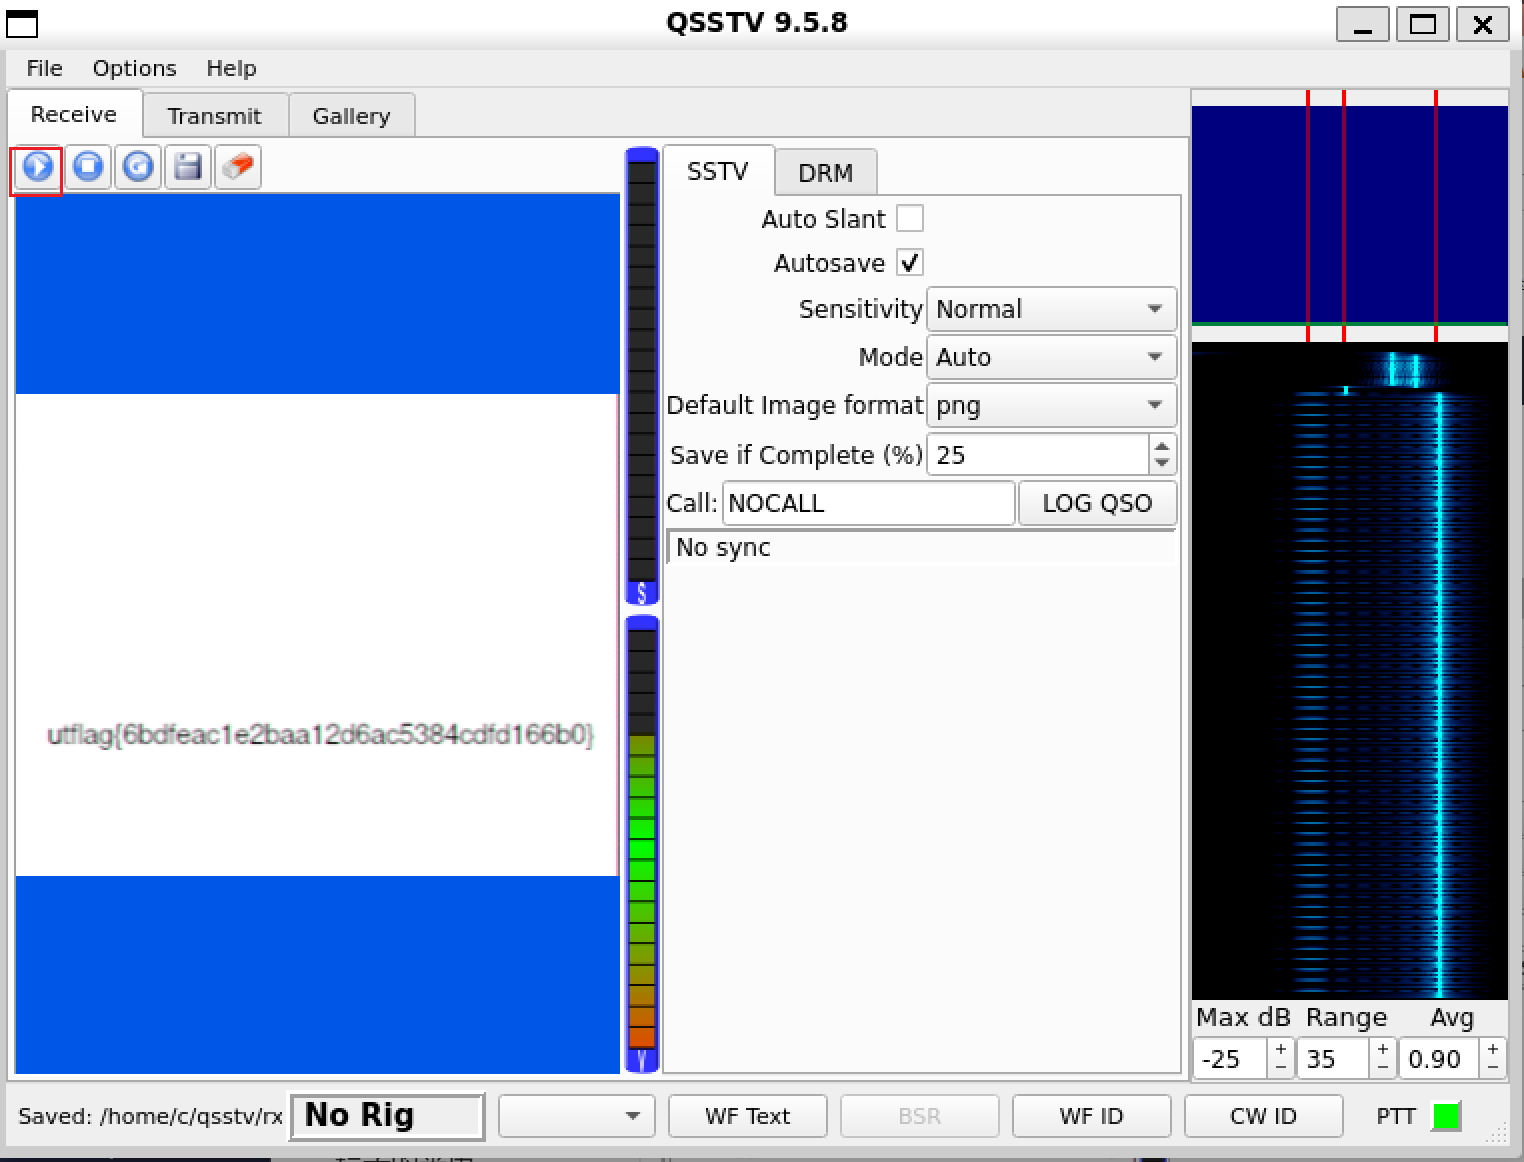 QSSTV 9.5.8
File Options Help
Receive Transmit Gallery
SSTV DRM
Auto Slant
Autosave
Sensitivity Normal
Mode Auto
Default Image format png
Save if Complete (%) 25
Call: NOCALL LOG QSO
No sync
utflag{6bdfeac1e2baa12d6ac5384cdfd166b0}
S
V
Max dB Range Avg
-25 35 0.90
Saved: /home/c/qsstv/rx No Rig WF Text BSR WF ID CW ID PTT